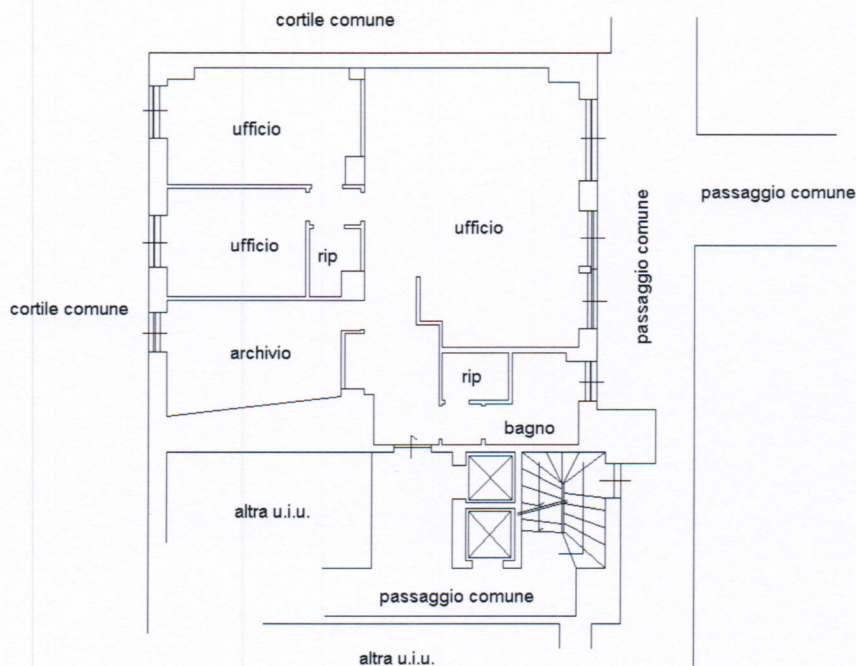 cortile comune
ufficio
passaggio comune
ufficio
ufficio
rip
passaggio comune
cortile comune
archivio
rip
bagno
altra u.i.u.
passaggio comune
altra u.i.u.